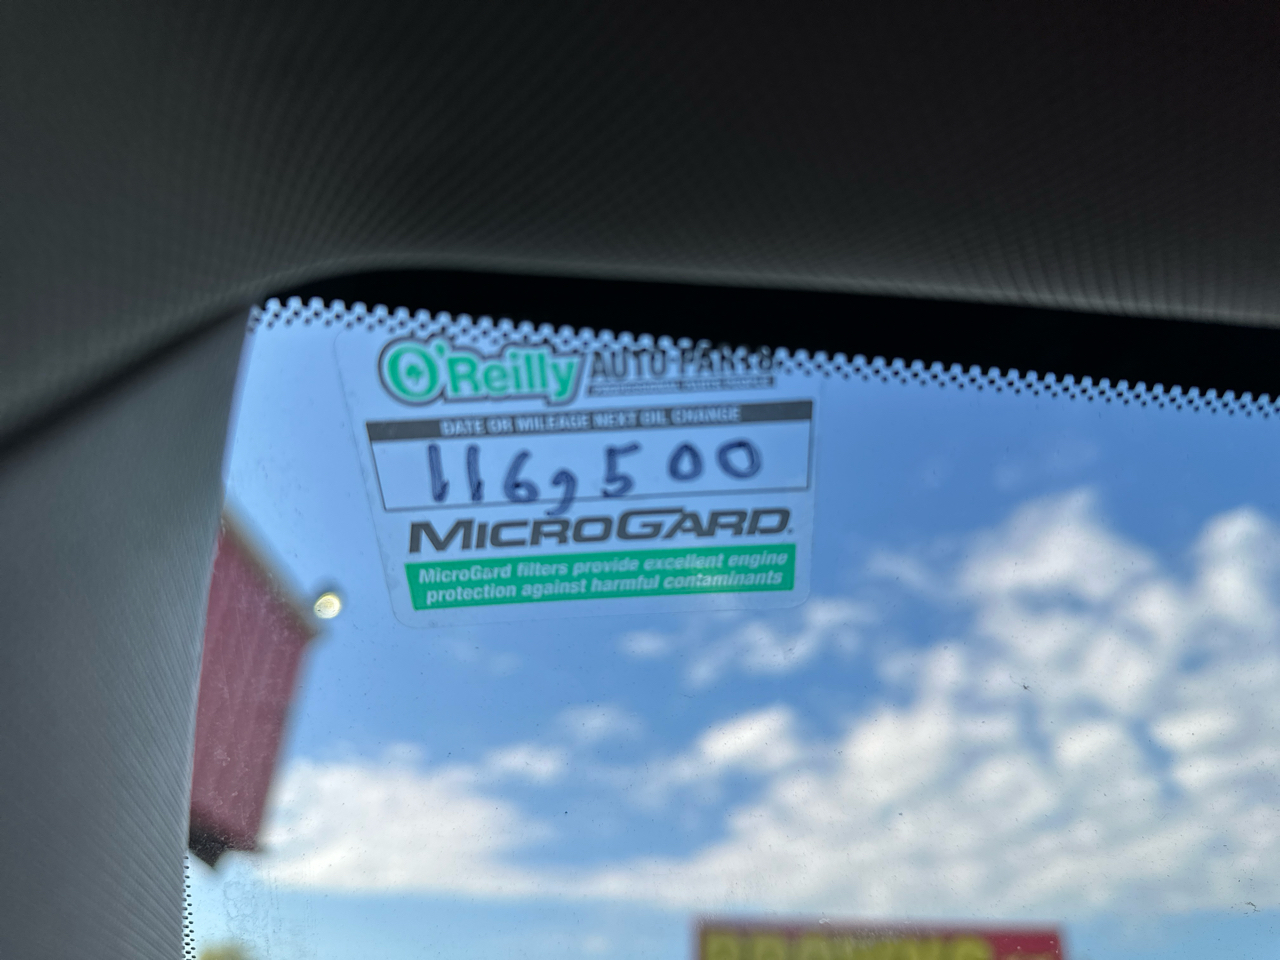 O'Reilly AUTO PARTS
DATE OR MILEAGE NEXT OIL CHANGE
116,500
MICROGARD.
MicroGard filters provide excellent engine
protection against harmful contaminants